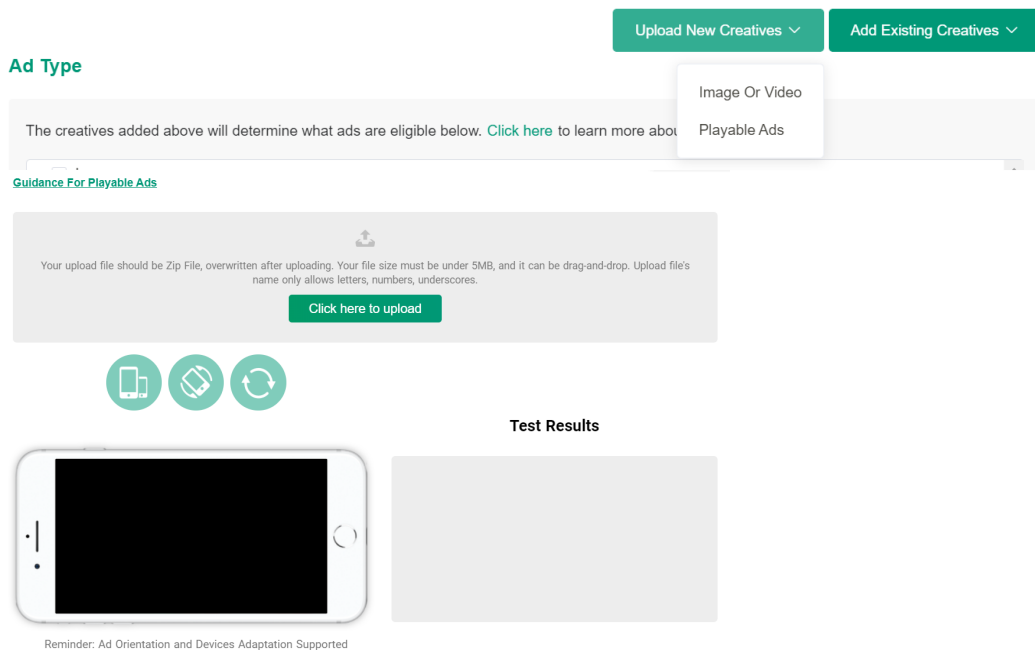 Upload New Creatives
Add Existing Creatives
Ad Type
Image Or Video
The creatives added above will determine what ads are eligible below. Click here to learn more abou
Playable Ads
Guidance For Playable Ads
Your upload file should be Zip File, overwritten after uploading. Your file size must be under 5MB, and it can be drag-and-drop. Upload file's
name only allows letters, numbers, underscores.
Click here to upload
Test Results
Reminder: Ad Orientation and Devices Adaptation Supported